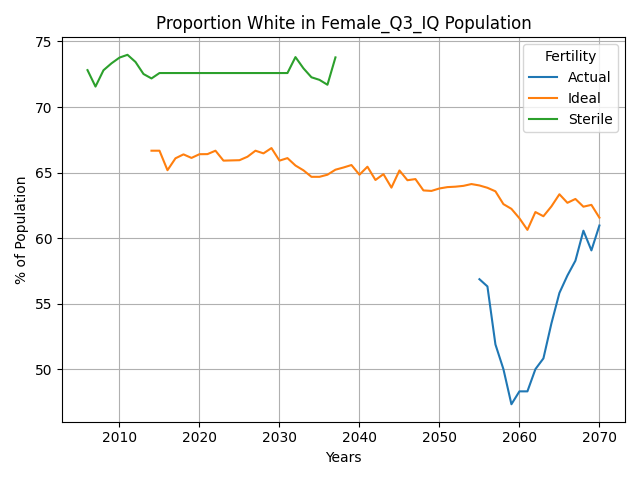 Proportion White in Female_Q3_IQ Population
% of Population
75
70
65
60
55
50
2010
2020
2030
2040
2050
2060
2070
Years
Fertility
Actual
Ideal
Sterile